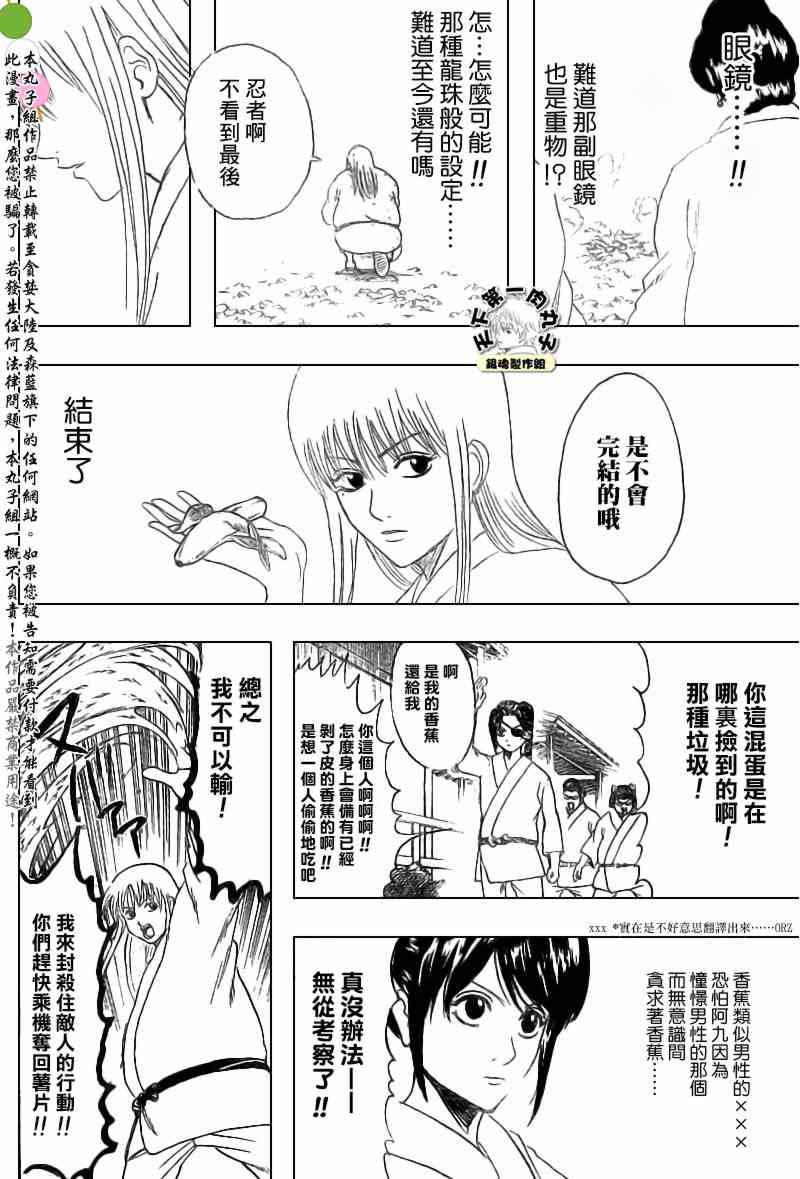 眼鏡……!!
難道那副眼鏡
也是重物!?
怎…怎麼可能!!
那種龍珠般的設定……
難道至今還有嗎
忍者啊
不看到最後
天下第一肉丸子
銀魂製作組
是不會
完結的哦
結束了
你這混蛋是在
哪裏撿到的啊!
那種垃圾!
啊
是我的香蕉
還給我
你這個人啊啊啊!!
怎麼身上會備有已經
剝了皮的香蕉的啊!!
是想一個人偷偷地吃吧
xxx *實在是不好意思翻譯出來……ORZ
香蕉類似男性的×××
恐怕阿九因為
憧憬男性的那個
而無意識間
貪求著香蕉……
真沒辦法——
無從考察了!!
總之
我不可以輸!
我來封殺住敵人的行動!!
你們趕快乘機奪回薯片!!
本丸子組作品禁止轉載至貪婪大陸及森藍旗下的任何網站。如果您被告知需要付款才能看到
此漫畫，那麼您被騙了。若發生任何法律問題，本丸子組一概不負責！本作品嚴禁商業用途！